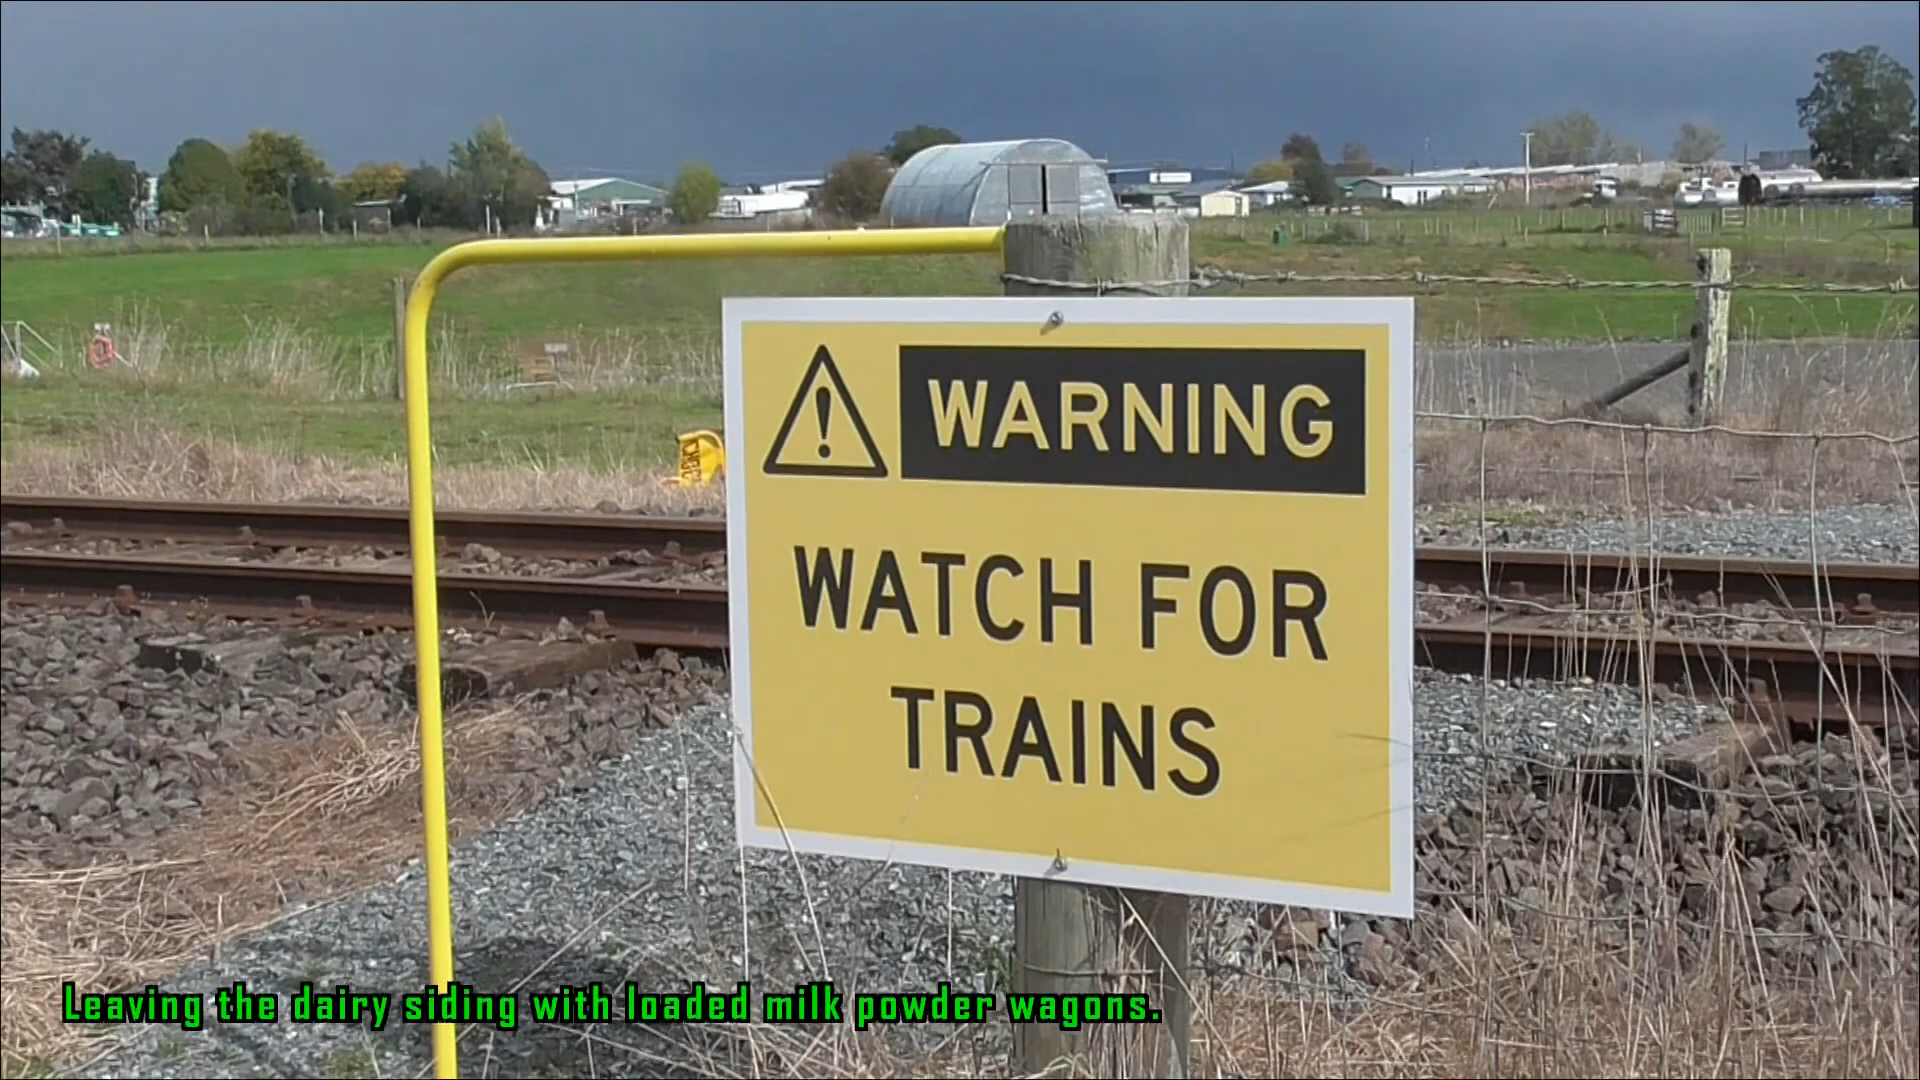 WARNING
WATCH FOR
TRAINS
Leaving the dairy siding with loaded milk powder wagons.